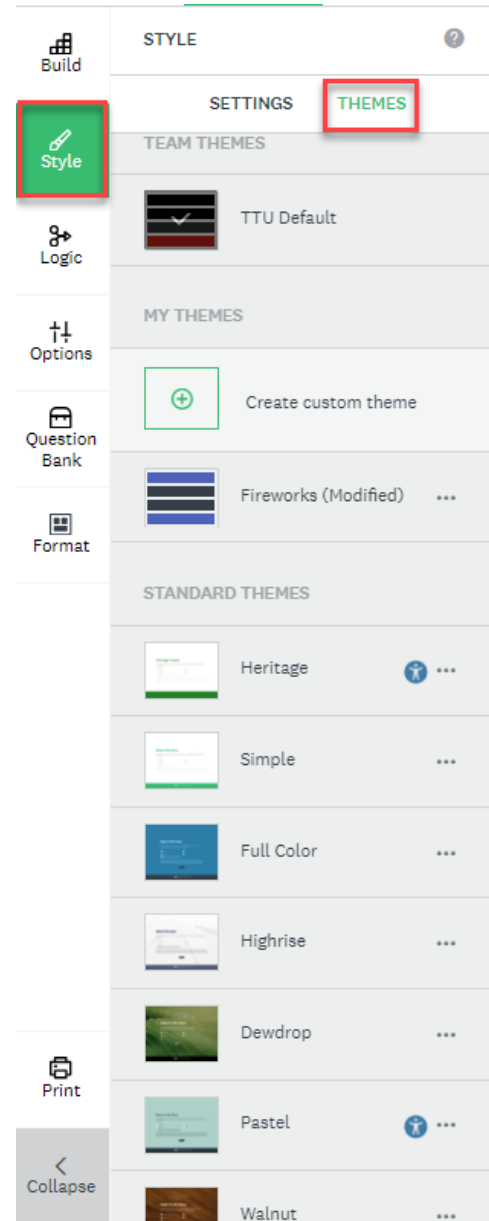 Build
Style
Logic
Options
Question
Bank
Format
Print
Collapse
STYLE
?
SETTINGS THEMES
TEAM THEMES
TTU Default
MY THEMES
Create custom theme
Fireworks (Modified)
STANDARD THEMES
Heritage
Simple
Full Color
Highrise
Dewdrop
Pastel
Walnut